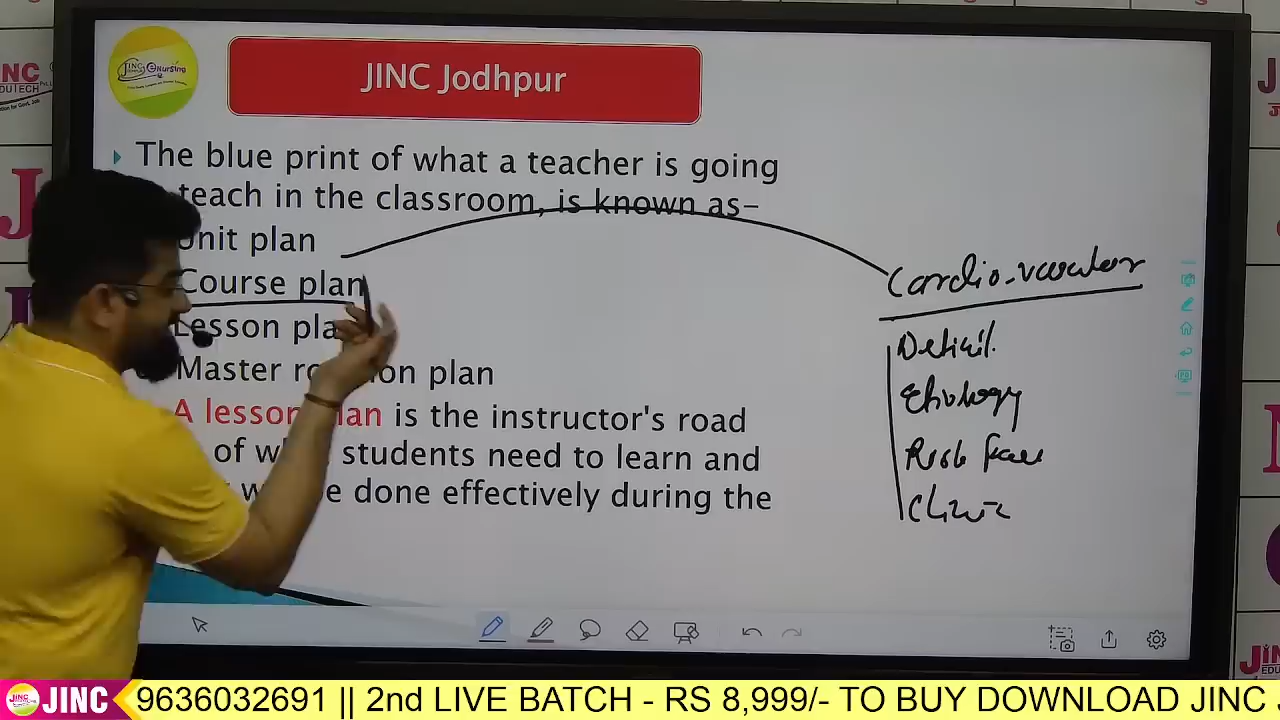 JINC Jodhpur
The blue print of what a teacher is going
teach in the classroom, is known as-
Unit plan
Course plan
Lesson pla
Master ro on plan
A lesson plan is the instructor's road
of wh students need to learn and
e done effectively during the
Cardio-vascular
Detail.
Etiology
Risk
JINC
9636032691 || 2nd LIVE BATCH - RS 8,999/- TO BUY DOWNLOAD JINC